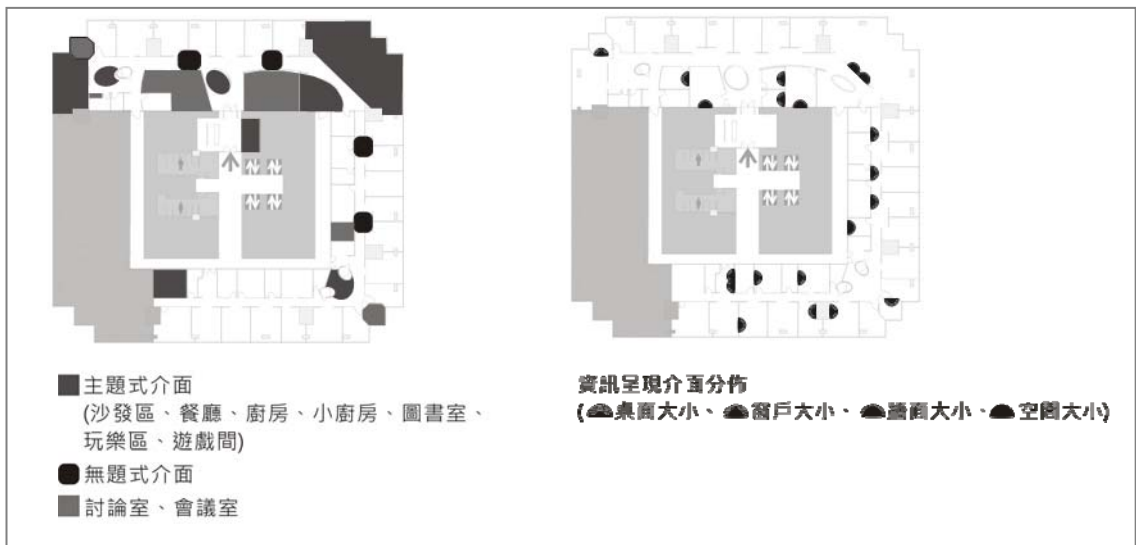 主題式介面
(沙發區、餐廳、廚房、小廚房、圖書室、
玩樂區、遊戲間)
無題式介面
討論室、會議室
資訊呈現介面分佈
(桌面大小、窗戶大小、牆面大小、空間大小)